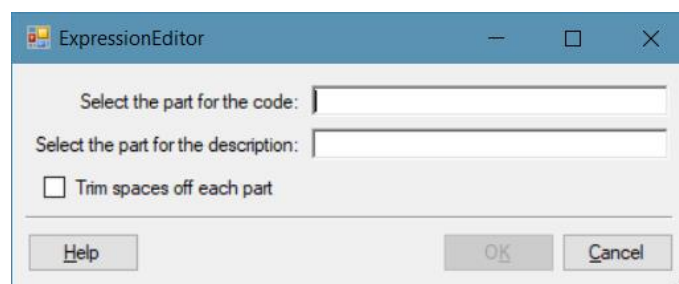 ExpressionEditor
Select the part for the code:
Select the part for the description:
Trim spaces off each part
Help OK Cancel